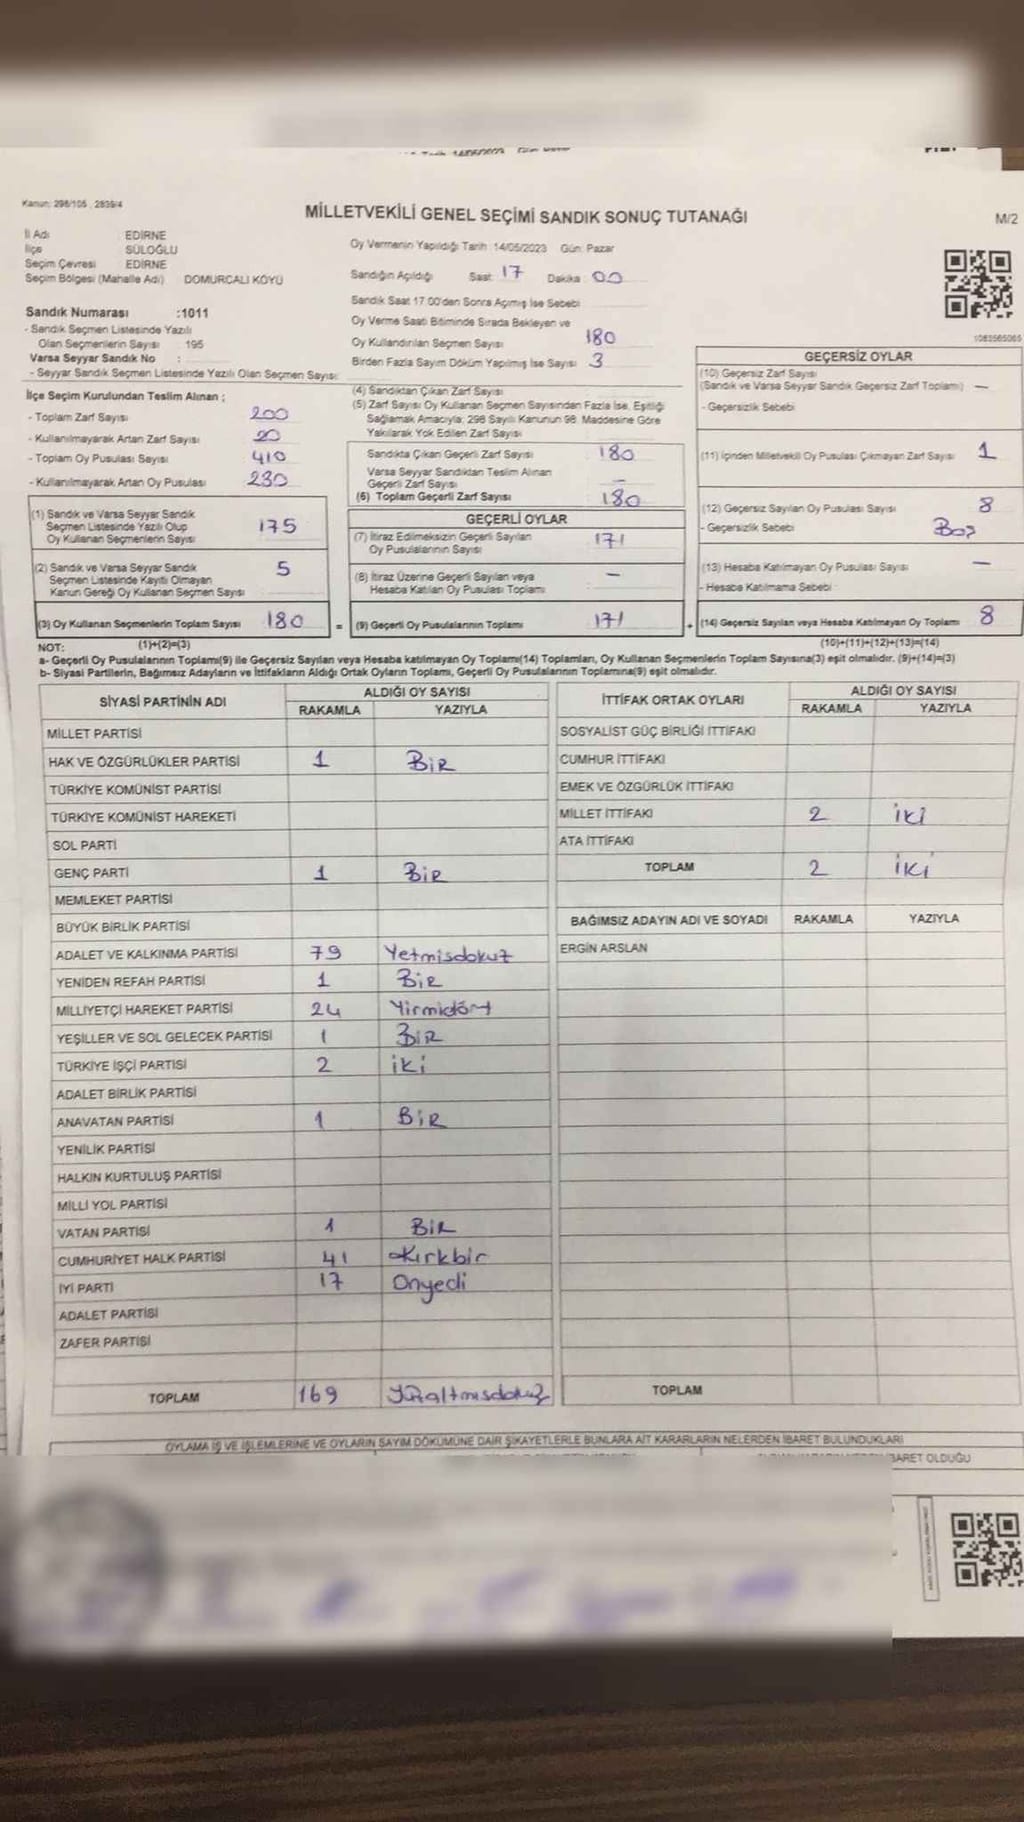 Kanun: 298/105 , 2839/4
MİLLETVEKİLİ GENEL SEÇİMİ SANDIK SONUÇ TUTANAĞI
M/2
İl Adı EDİRNE
İlçe SÜLOĞLU
Seçim Çevresi EDİRNE
Seçim Bölgesi (Mahalle Adı) DOMURCALI KÖYÜ
Sandık Numarası :1011
- Sandık Seçmen Listesinde Yazılı
Olan Seçmenlerin Sayısı 195
Varsa Seyyar Sandık No :
- Seyyar Sandık Seçmen Listesinde Yazılı Olan Seçmen Sayısı:
Oy Vermenin Yapıldığı Tarih: 14/05/2023 Gün: Pazar
Sandığın Açıldığı Saat: 17 Dakika 00
Sandık Saat 17.00'den Sonra Açılmış İse Sebebi
Oy Verme Saati Bitiminde Sırada Bekleyen ve
Oy Kullandırılan Seçmen Sayısı 180
Birden Fazla Sayım Döküm Yapılmış İse Sayısı 3
1083565065
İlçe Seçim Kurulundan Teslim Alınan ;
- Toplam Zarf Sayısı 200
- Kullanılmayarak Artan Zarf Sayısı 20
- Toplam Oy Pusulası Sayısı 410
- Kullanılmayarak Artan Oy Pusulası 230
(4) Sandıktan Çıkan Zarf Sayısı
(5) Zarf Sayısı Oy Kullanan Seçmen Sayısından Fazla İse, Eşitliği
Sağlamak Amacıyla, 298 Sayılı Kanunun 98. Maddesine Göre
Yakılarak Yok Edilen Zarf Sayısı
Sandıkta Çıkan Geçerli Zarf Sayısı 180
Varsa Seyyar Sandıktan Teslim Alınan
Geçerli Zarf Sayısı –
(6) Toplam Geçerli Zarf Sayısı 180
GEÇERSİZ OYLAR
(10) Geçersiz Zarf Sayısı
(Sandık ve Varsa Seyyar Sandık Geçersiz Zarf Toplamı) –
- Geçersizlik Sebebi
(11) İçinden Milletvekili Oy Pusulası Çıkmayan Zarf Sayısı 1
(12) Geçersiz Sayılan Oy Pusulası Sayısı 8
- Geçersizlik Sebebi Boş
(13) Hesaba Katılmayan Oy Pusulası Sayısı –
- Hesaba Katılmama Sebebi
(1) Sandık ve Varsa Seyyar Sandık
Seçmen Listesinde Yazılı Olup
Oy Kullanan Seçmenlerin Sayısı 175
(2) Sandık ve Varsa Seyyar Sandık
Seçmen Listesinde Kayıtlı Olmayan
Kanun Gereği Oy Kullanan Seçmen Sayısı 5
GEÇERLİ OYLAR
(7) İtiraz Edilmeksizin Geçerli Sayılan
Oy Pusulalarının Sayısı 171
(8) İtiraz Üzerine Geçerli Sayılan veya
Hesaba Katılan Oy Pusulası Toplamı –
(3) Oy Kullanan Seçmenlerin Toplam Sayısı 180 = (9) Geçerli Oy Pusulalarının Toplamı 171 + (14) Geçersiz Sayılan veya Hesaba Katılmayan Oy Toplamı 8
NOT: (1)+(2)=(3) (10)+(11)+(12)+(13)=(14)
a- Geçerli Oy Pusulalarının Toplamı(9) ile Geçersiz Sayılan veya Hesaba katılmayan Oy Toplamı(14) Toplamları, Oy Kullanan Seçmenlerin Toplam Sayısına(3) eşit olmalıdır. (9)+(14)=(3)
b- Siyasi Partilerin, Bağımsız Adayların ve İttifakların Aldığı Ortak Oyların Toplamı, Geçerli Oy Pusulalarının Toplamına(9) eşit olmalıdır.
SİYASİ PARTİNİN ADI ALDIĞI OY SAYISI
RAKAMLA YAZIYLA
MİLLET PARTİSİ
HAK VE ÖZGÜRLÜKLER PARTİSİ 1 BİR
TÜRKİYE KOMÜNİST PARTİSİ
TÜRKİYE KOMÜNİST HAREKETİ
SOL PARTİ
GENÇ PARTİ 1 BİR
MEMLEKET PARTİSİ
BÜYÜK BİRLİK PARTİSİ
ADALET VE KALKINMA PARTİSİ 79 Yetmisdokuz
YENİDEN REFAH PARTİSİ 1 BİR
MİLLİYETÇİ HAREKET PARTİSİ 24 Yirmidört
YEŞİLLER VE SOL GELECEK PARTİSİ 1 BİR
TÜRKİYE İŞÇİ PARTİSİ 2 iki
ADALET BİRLİK PARTİSİ
ANAVATAN PARTİSİ 1 BİR
YENİLİK PARTİSİ
HALKIN KURTULUŞ PARTİSİ
MİLLİ YOL PARTİSİ
VATAN PARTİSİ 1 BİR
CUMHURİYET HALK PARTİSİ 41 Kırkbir
İYİ PARTİ 17 Onyedi
ADALET PARTİSİ
ZAFER PARTİSİ
TOPLAM 169 Yüzaltmısdokuz
İTTİFAK ORTAK OYLARI ALDIĞI OY SAYISI
RAKAMLA YAZIYLA
SOSYALİST GÜÇ BİRLİĞİ İTTİFAKI
CUMHUR İTTİFAKI
EMEK VE ÖZGÜRLÜK İTTİFAKI
MİLLET İTTİFAKI 2 iki
ATA İTTİFAKI
TOPLAM 2 iki
BAĞIMSIZ ADAYIN ADI VE SOYADI RAKAMLA YAZIYLA
ERGİN ARSLAN
TOPLAM
OYLAMA İŞ VE İŞLEMLERİNE VE OYLARIN SAYIM DÖKÜMÜNE DAİR ŞİKAYETLERLE BUNLARA AİT KARARLARIN NELERDEN İBARET BULUNDUKLARI
BARET OLDUĞU